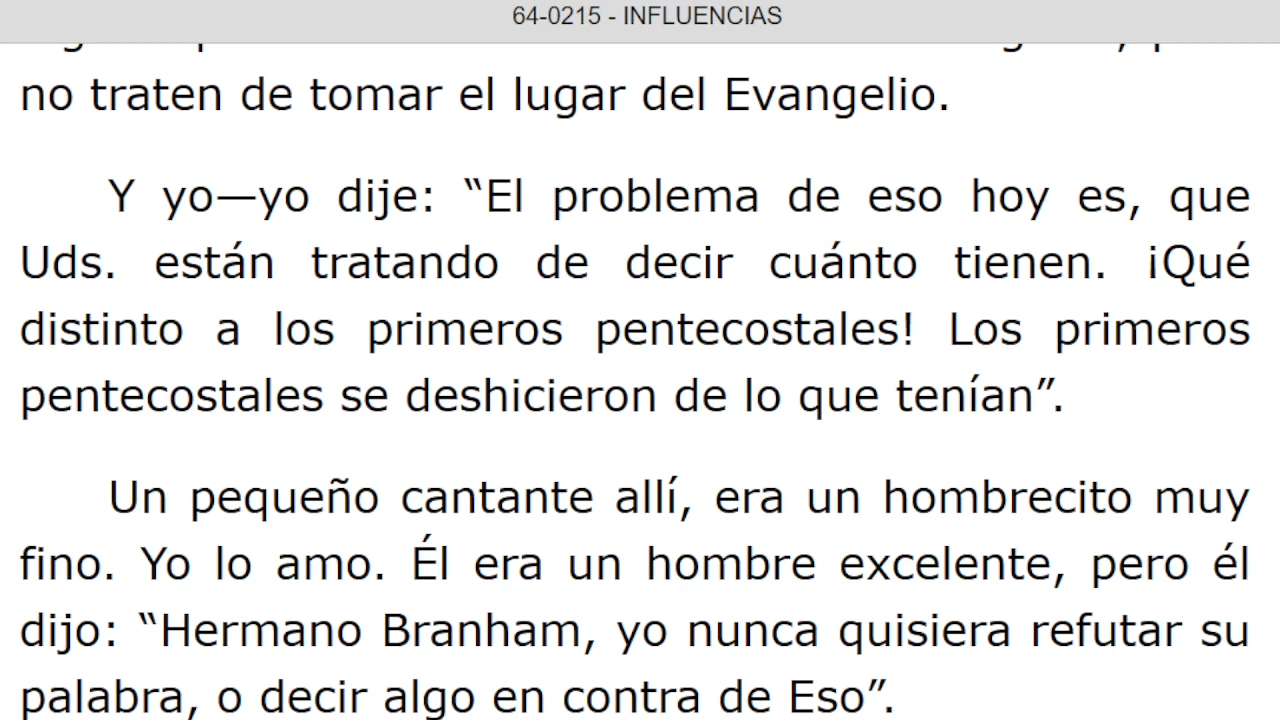 64-0215 - INFLUENCIAS
no traten de tomar el lugar del Evangelio.
Y yo—yo dije: “El problema de eso hoy es, que
Uds. están tratando de decir cuánto tienen. ¡Qué
distinto a los primeros pentecostales! Los primeros
pentecostales se deshicieron de lo que tenían”.
Un pequeño cantante allí, era un hombrecito muy
fino. Yo lo amo. Él era un hombre excelente, pero él
dijo: “Hermano Branham, yo nunca quisiera refutar su
palabra, o decir algo en contra de Eso”.